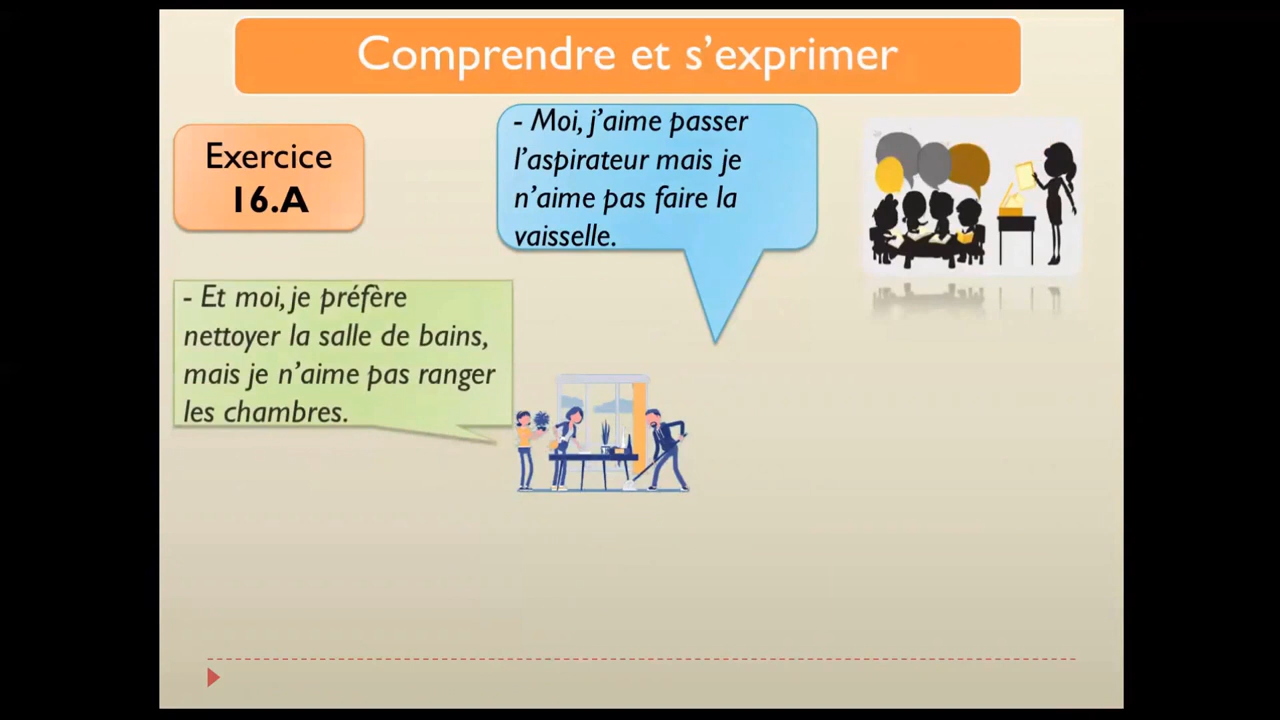 Comprendre et s’exprimer
Exercice
16.A
- Moi, j’aime passer
l’aspirateur mais je
n’aime pas faire la
vaisselle.
- Et moi, je préfère
nettoyer la salle de bains,
mais je n’aime pas ranger
les chambres.